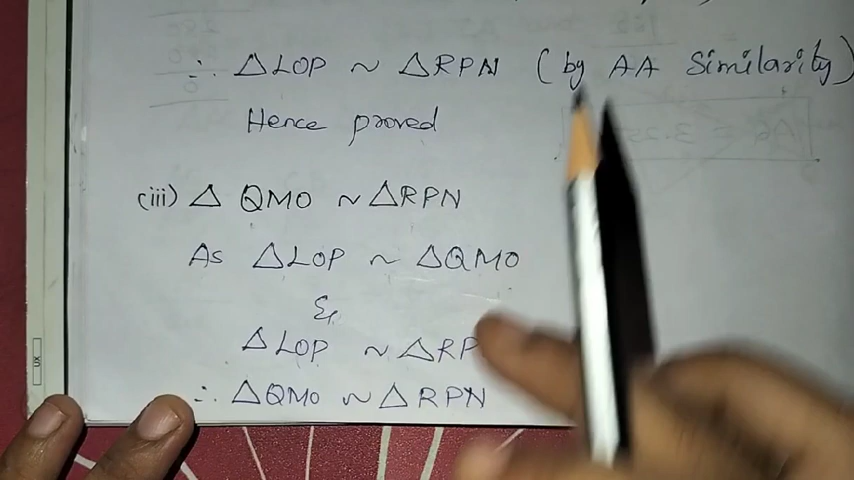 ∴ △LOP ~ △RPN (by AA Similarity)
Hence proved
(iii) △ QMO ~ △RPN
As △LOP ~ △QMO
&
△LOP ~ △RP
∴ △QMO ~ △RPN